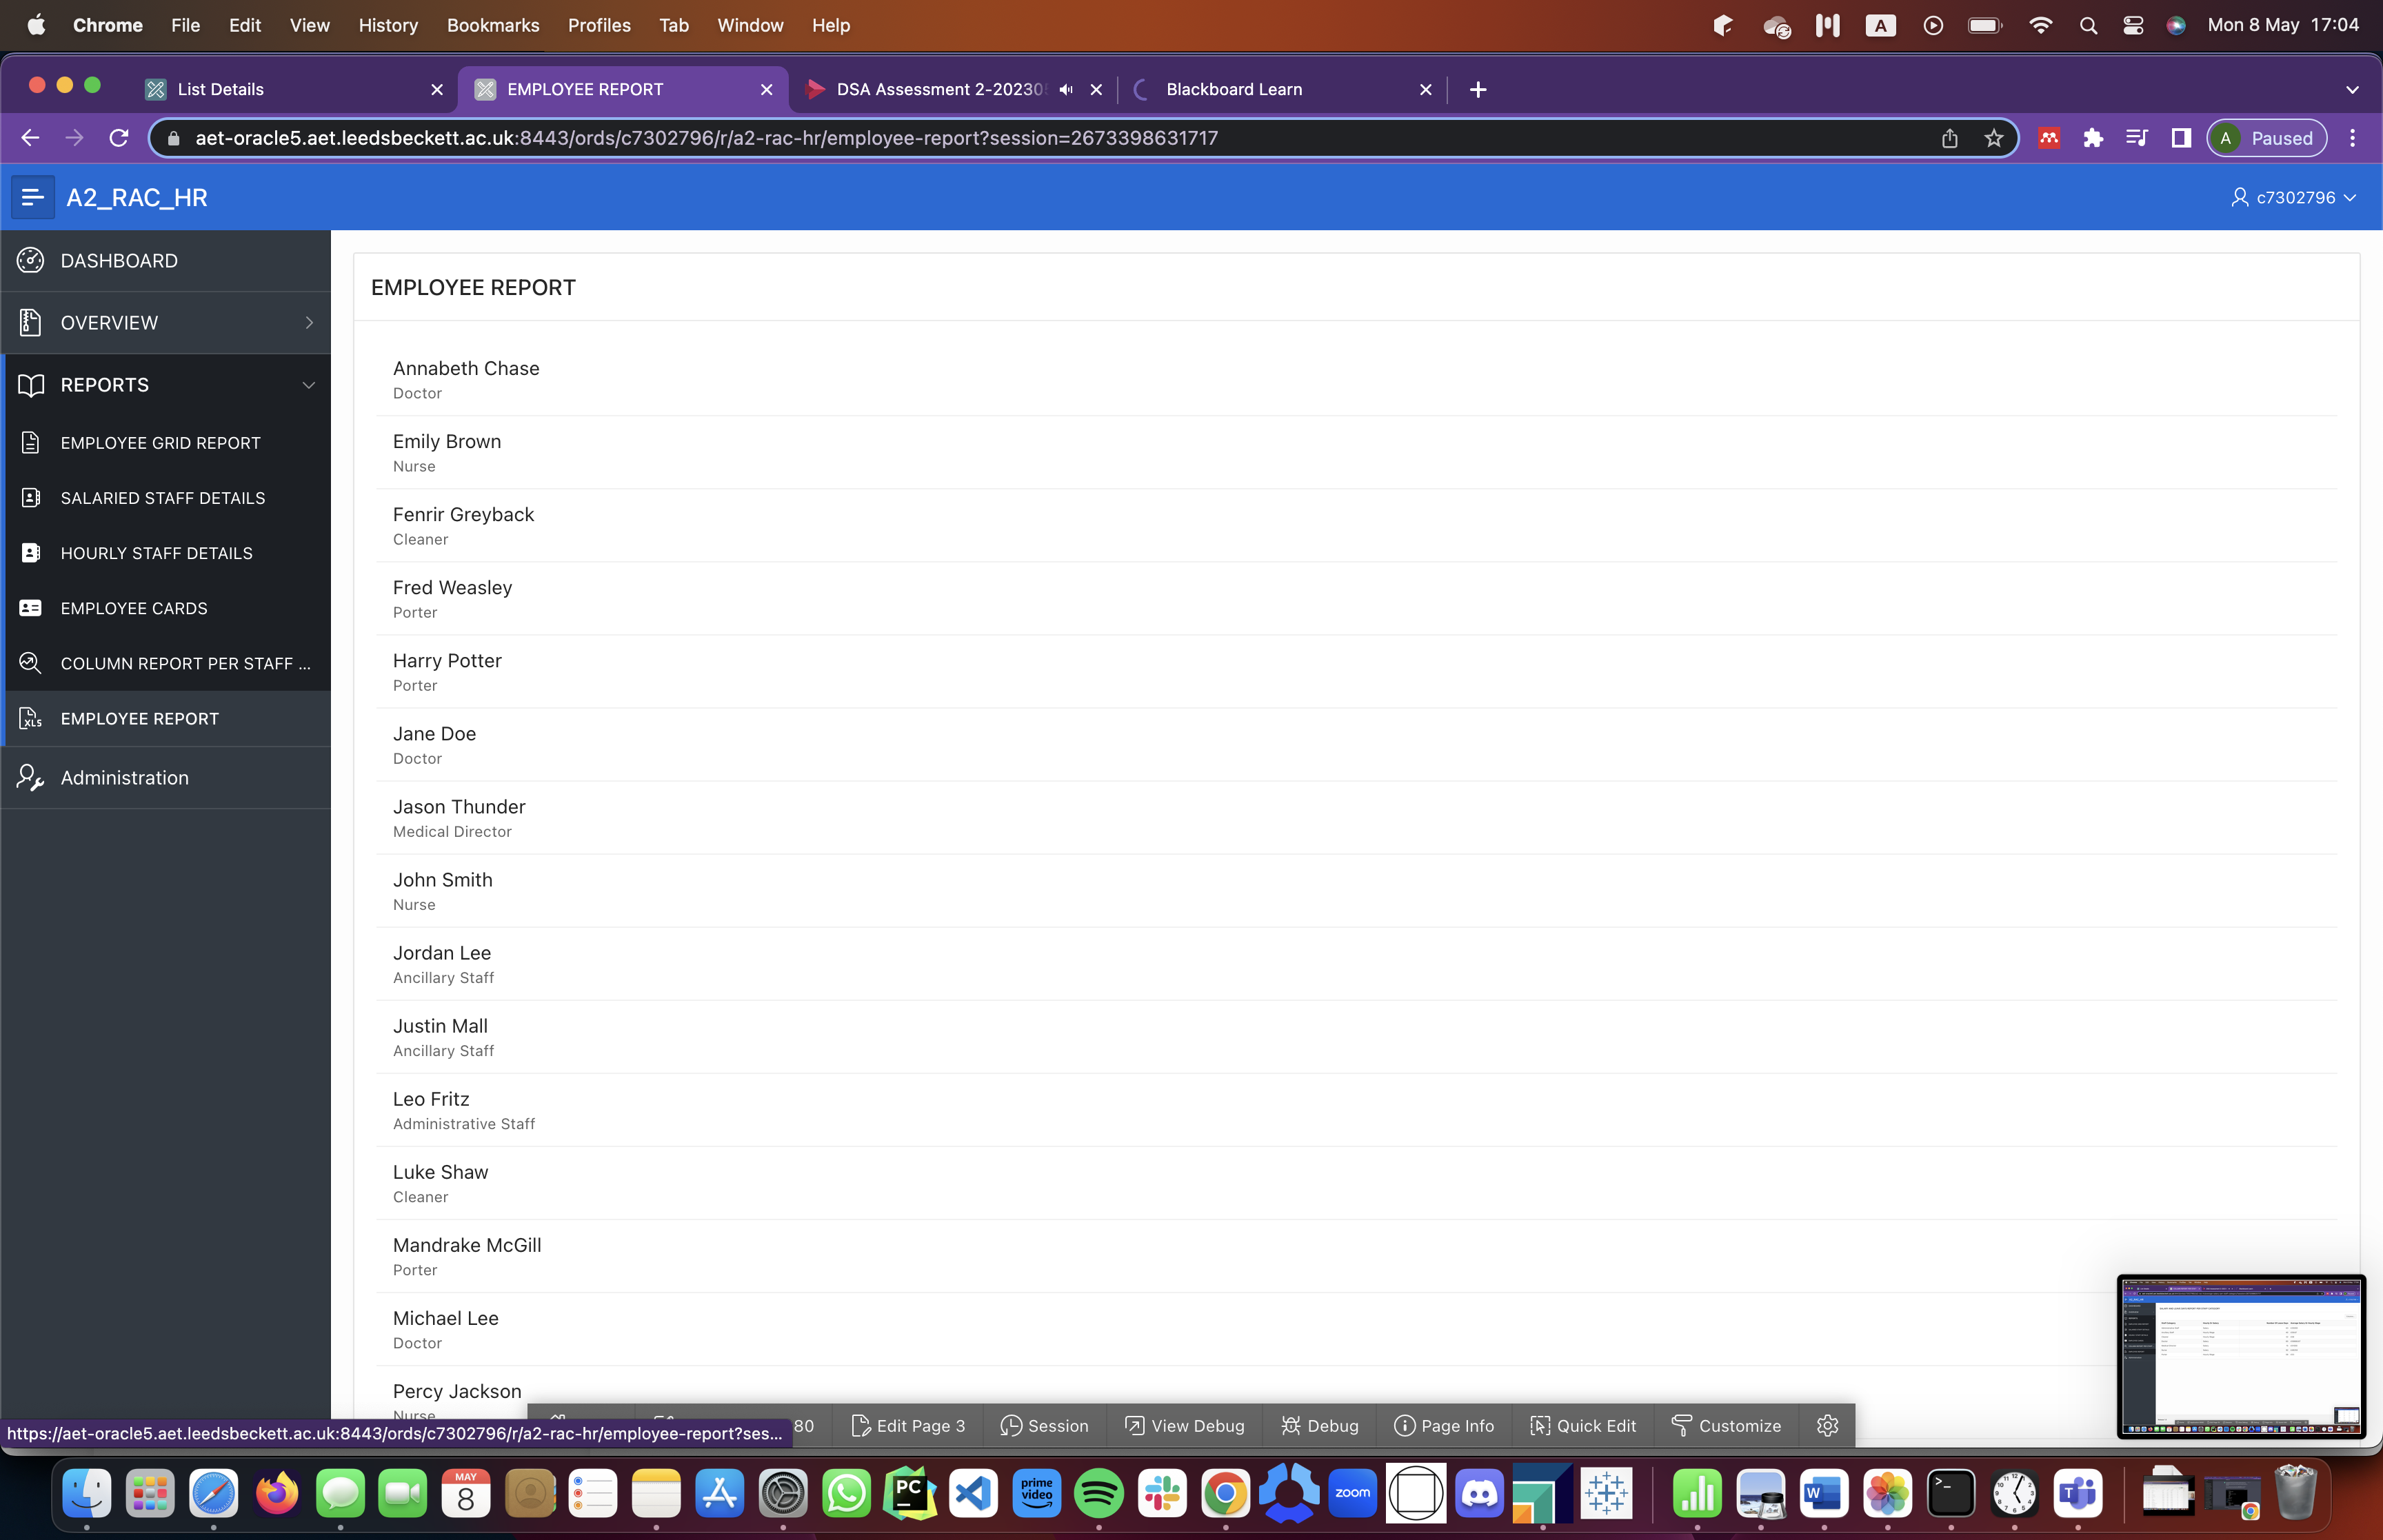 Chrome File Edit View History Bookmarks Profiles Tab Window Help A Mon 8 May 17:04
List Details EMPLOYEE REPORT DSA Assessment 2-20230 Blackboard Learn
aet-oracle5.aet.leedsbeckett.ac.uk:8443/ords/c7302796/r/a2-rac-hr/employee-report?session=2673398631717 A Paused
A2_RAC_HR c7302796
DASHBOARD
OVERVIEW
REPORTS
EMPLOYEE GRID REPORT
SALARIED STAFF DETAILS
HOURLY STAFF DETAILS
EMPLOYEE CARDS
COLUMN REPORT PER STAFF ...
XLS EMPLOYEE REPORT
Administration
EMPLOYEE REPORT
Annabeth Chase
Doctor
Emily Brown
Nurse
Fenrir Greyback
Cleaner
Fred Weasley
Porter
Harry Potter
Porter
Jane Doe
Doctor
Jason Thunder
Medical Director
John Smith
Nurse
Jordan Lee
Ancillary Staff
Justin Mall
Ancillary Staff
Leo Fritz
Administrative Staff
Luke Shaw
Cleaner
Mandrake McGill
Porter
Michael Lee
Doctor
Percy Jackson
Nurse
80 Edit Page 3 Session View Debug Debug Page Info Quick Edit Customize
https://aet-oracle5.aet.leedsbeckett.ac.uk:8443/ords/c7302796/r/a2-rac-hr/employee-report?ses...
MAY
8
PC
prime
video
zoom
W
T